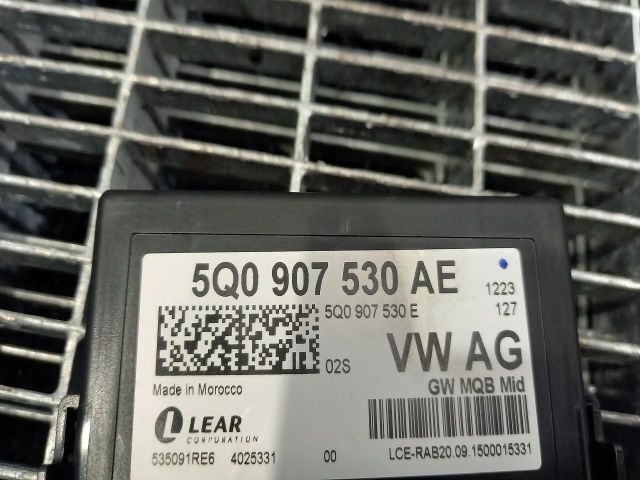 5Q0 907 530 AE
1223
5Q0 907 530 E
127
02S
VW AG
GW MQB Mid
Made in Morocco
LEAR
CORPORATION
535091RE6 4025331 00
LCE-RAB20.09.1500015331